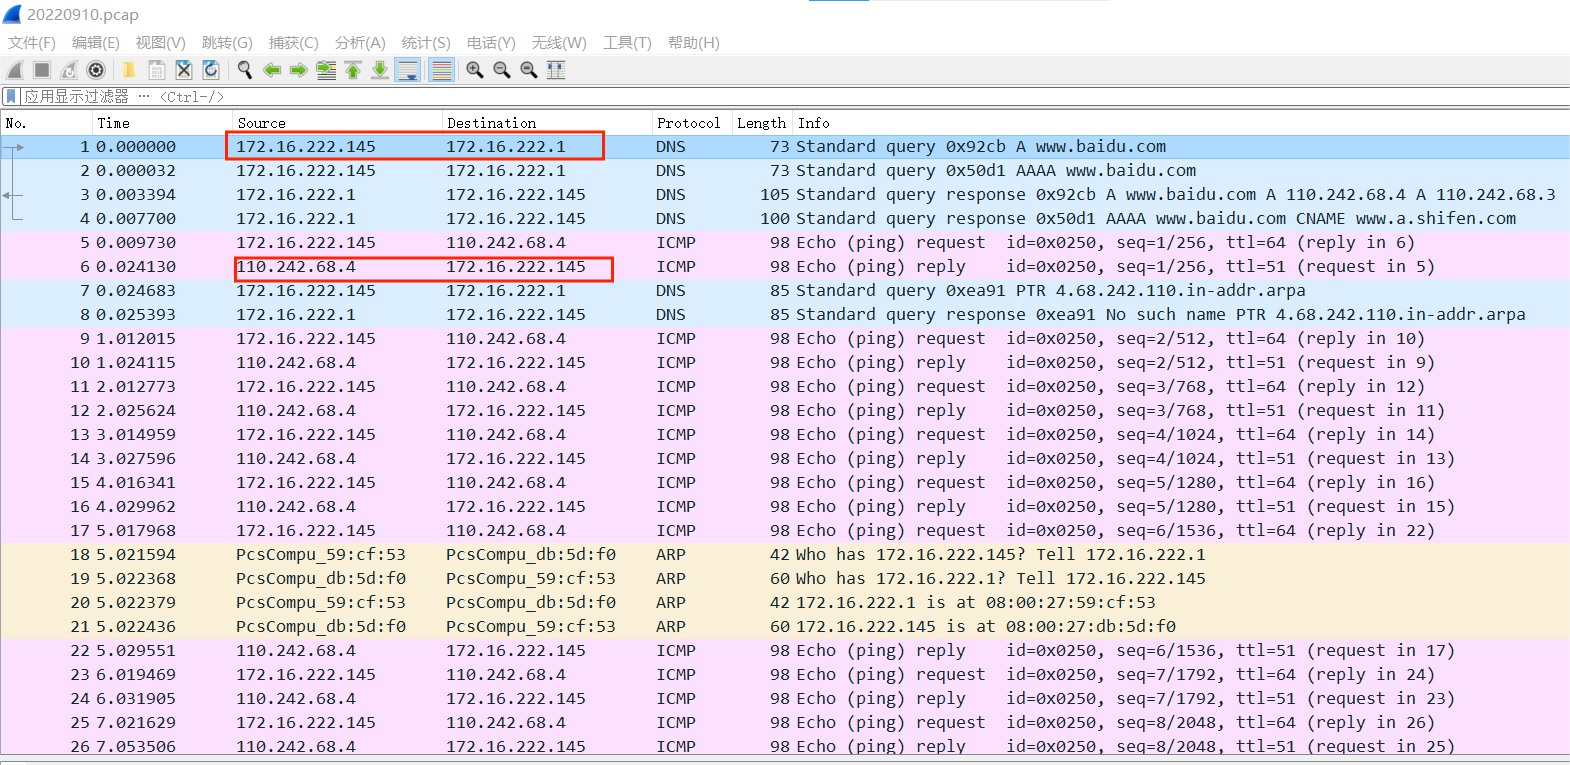 20220910.pcap
文件(F) 编辑(E) 视图(V) 跳转(G) 捕获(C) 分析(A) 统计(S) 电话(Y) 无线(W) 工具(T) 帮助(H)
应用显示过滤器 … <Ctrl-/>
No. Time Source Destination Protocol Length Info
1 0.000000 172.16.222.145 172.16.222.1 DNS 73 Standard query 0x92cb A www.baidu.com
2 0.000032 172.16.222.145 172.16.222.1 DNS 73 Standard query 0x50d1 AAAA www.baidu.com
3 0.003394 172.16.222.1 172.16.222.145 DNS 105 Standard query response 0x92cb A www.baidu.com A 110.242.68.4 A 110.242.68.3
4 0.007700 172.16.222.1 172.16.222.145 DNS 100 Standard query response 0x50d1 AAAA www.baidu.com CNAME www.a.shifen.com
5 0.009730 172.16.222.145 110.242.68.4 ICMP 98 Echo (ping) request id=0x0250, seq=1/256, ttl=64 (reply in 6)
6 0.024130 110.242.68.4 172.16.222.145 ICMP 98 Echo (ping) reply id=0x0250, seq=1/256, ttl=51 (request in 5)
7 0.024683 172.16.222.145 172.16.222.1 DNS 85 Standard query 0xea91 PTR 4.68.242.110.in-addr.arpa
8 0.025393 172.16.222.1 172.16.222.145 DNS 85 Standard query response 0xea91 No such name PTR 4.68.242.110.in-addr.arpa
9 1.012015 172.16.222.145 110.242.68.4 ICMP 98 Echo (ping) request id=0x0250, seq=2/512, ttl=64 (reply in 10)
10 1.024115 110.242.68.4 172.16.222.145 ICMP 98 Echo (ping) reply id=0x0250, seq=2/512, ttl=51 (request in 9)
11 2.012773 172.16.222.145 110.242.68.4 ICMP 98 Echo (ping) request id=0x0250, seq=3/768, ttl=64 (reply in 12)
12 2.025624 110.242.68.4 172.16.222.145 ICMP 98 Echo (ping) reply id=0x0250, seq=3/768, ttl=51 (request in 11)
13 3.014959 172.16.222.145 110.242.68.4 ICMP 98 Echo (ping) request id=0x0250, seq=4/1024, ttl=64 (reply in 14)
14 3.027596 110.242.68.4 172.16.222.145 ICMP 98 Echo (ping) reply id=0x0250, seq=4/1024, ttl=51 (request in 13)
15 4.016341 172.16.222.145 110.242.68.4 ICMP 98 Echo (ping) request id=0x0250, seq=5/1280, ttl=64 (reply in 16)
16 4.029962 110.242.68.4 172.16.222.145 ICMP 98 Echo (ping) reply id=0x0250, seq=5/1280, ttl=51 (request in 15)
17 5.017968 172.16.222.145 110.242.68.4 ICMP 98 Echo (ping) request id=0x0250, seq=6/1536, ttl=64 (reply in 22)
18 5.021594 PcsCompu_59:cf:53 PcsCompu_db:5d:f0 ARP 42 Who has 172.16.222.145? Tell 172.16.222.1
19 5.022368 PcsCompu_db:5d:f0 PcsCompu_59:cf:53 ARP 60 Who has 172.16.222.1? Tell 172.16.222.145
20 5.022379 PcsCompu_59:cf:53 PcsCompu_db:5d:f0 ARP 42 172.16.222.1 is at 08:00:27:59:cf:53
21 5.022436 PcsCompu_db:5d:f0 PcsCompu_59:cf:53 ARP 60 172.16.222.145 is at 08:00:27:db:5d:f0
22 5.029551 110.242.68.4 172.16.222.145 ICMP 98 Echo (ping) reply id=0x0250, seq=6/1536, ttl=51 (request in 17)
23 6.019469 172.16.222.145 110.242.68.4 ICMP 98 Echo (ping) request id=0x0250, seq=7/1792, ttl=64 (reply in 24)
24 6.031905 110.242.68.4 172.16.222.145 ICMP 98 Echo (ping) reply id=0x0250, seq=7/1792, ttl=51 (request in 23)
25 7.021629 172.16.222.145 110.242.68.4 ICMP 98 Echo (ping) request id=0x0250, seq=8/2048, ttl=64 (reply in 26)
26 7.053506 110.242.68.4 172.16.222.145 ICMP 98 Echo (ping) reply id=0x0250, seq=8/2048, ttl=51 (request in 25)